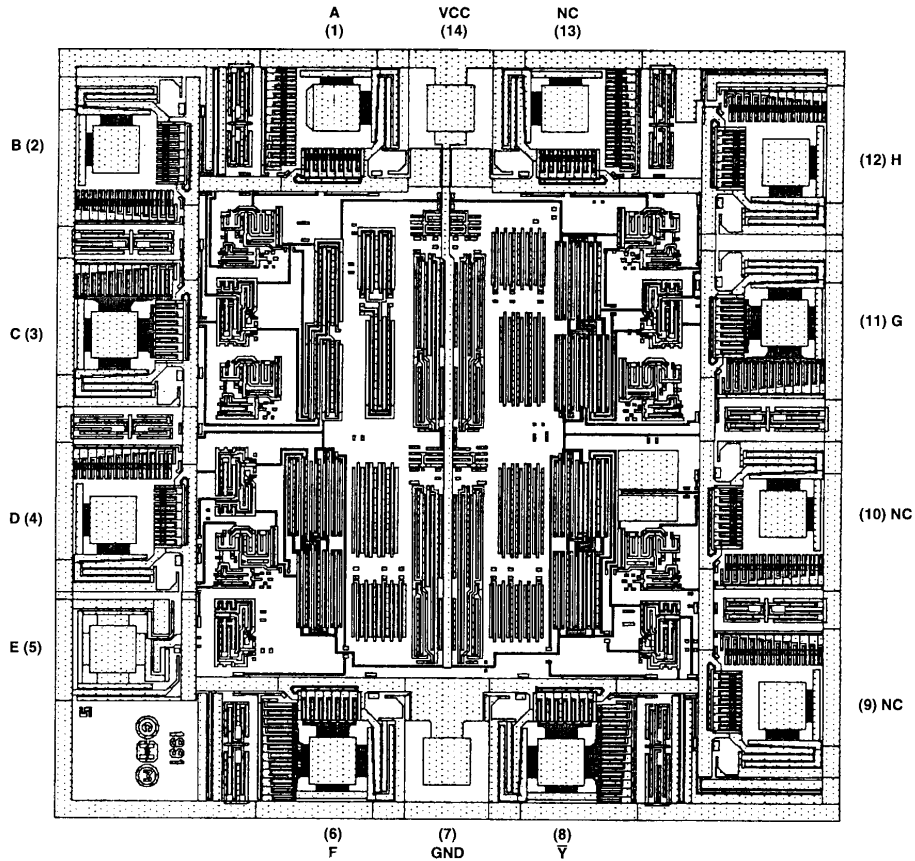 A
(1)
VCC
(14)
NC
(13)
B (2)
(12) H
C (3)
(11) G
D (4)
(10) NC
E (5)
(9) NC
1991
(6)
F
(7)
GND
(8)
Y̅